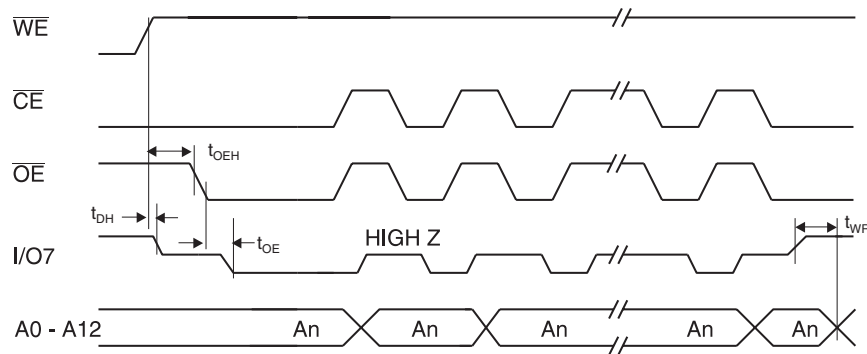 WE
CE
OE
tOEH
tDH
tOE
HIGH Z
tWR
I/O7
A0 - A12 An An An An An